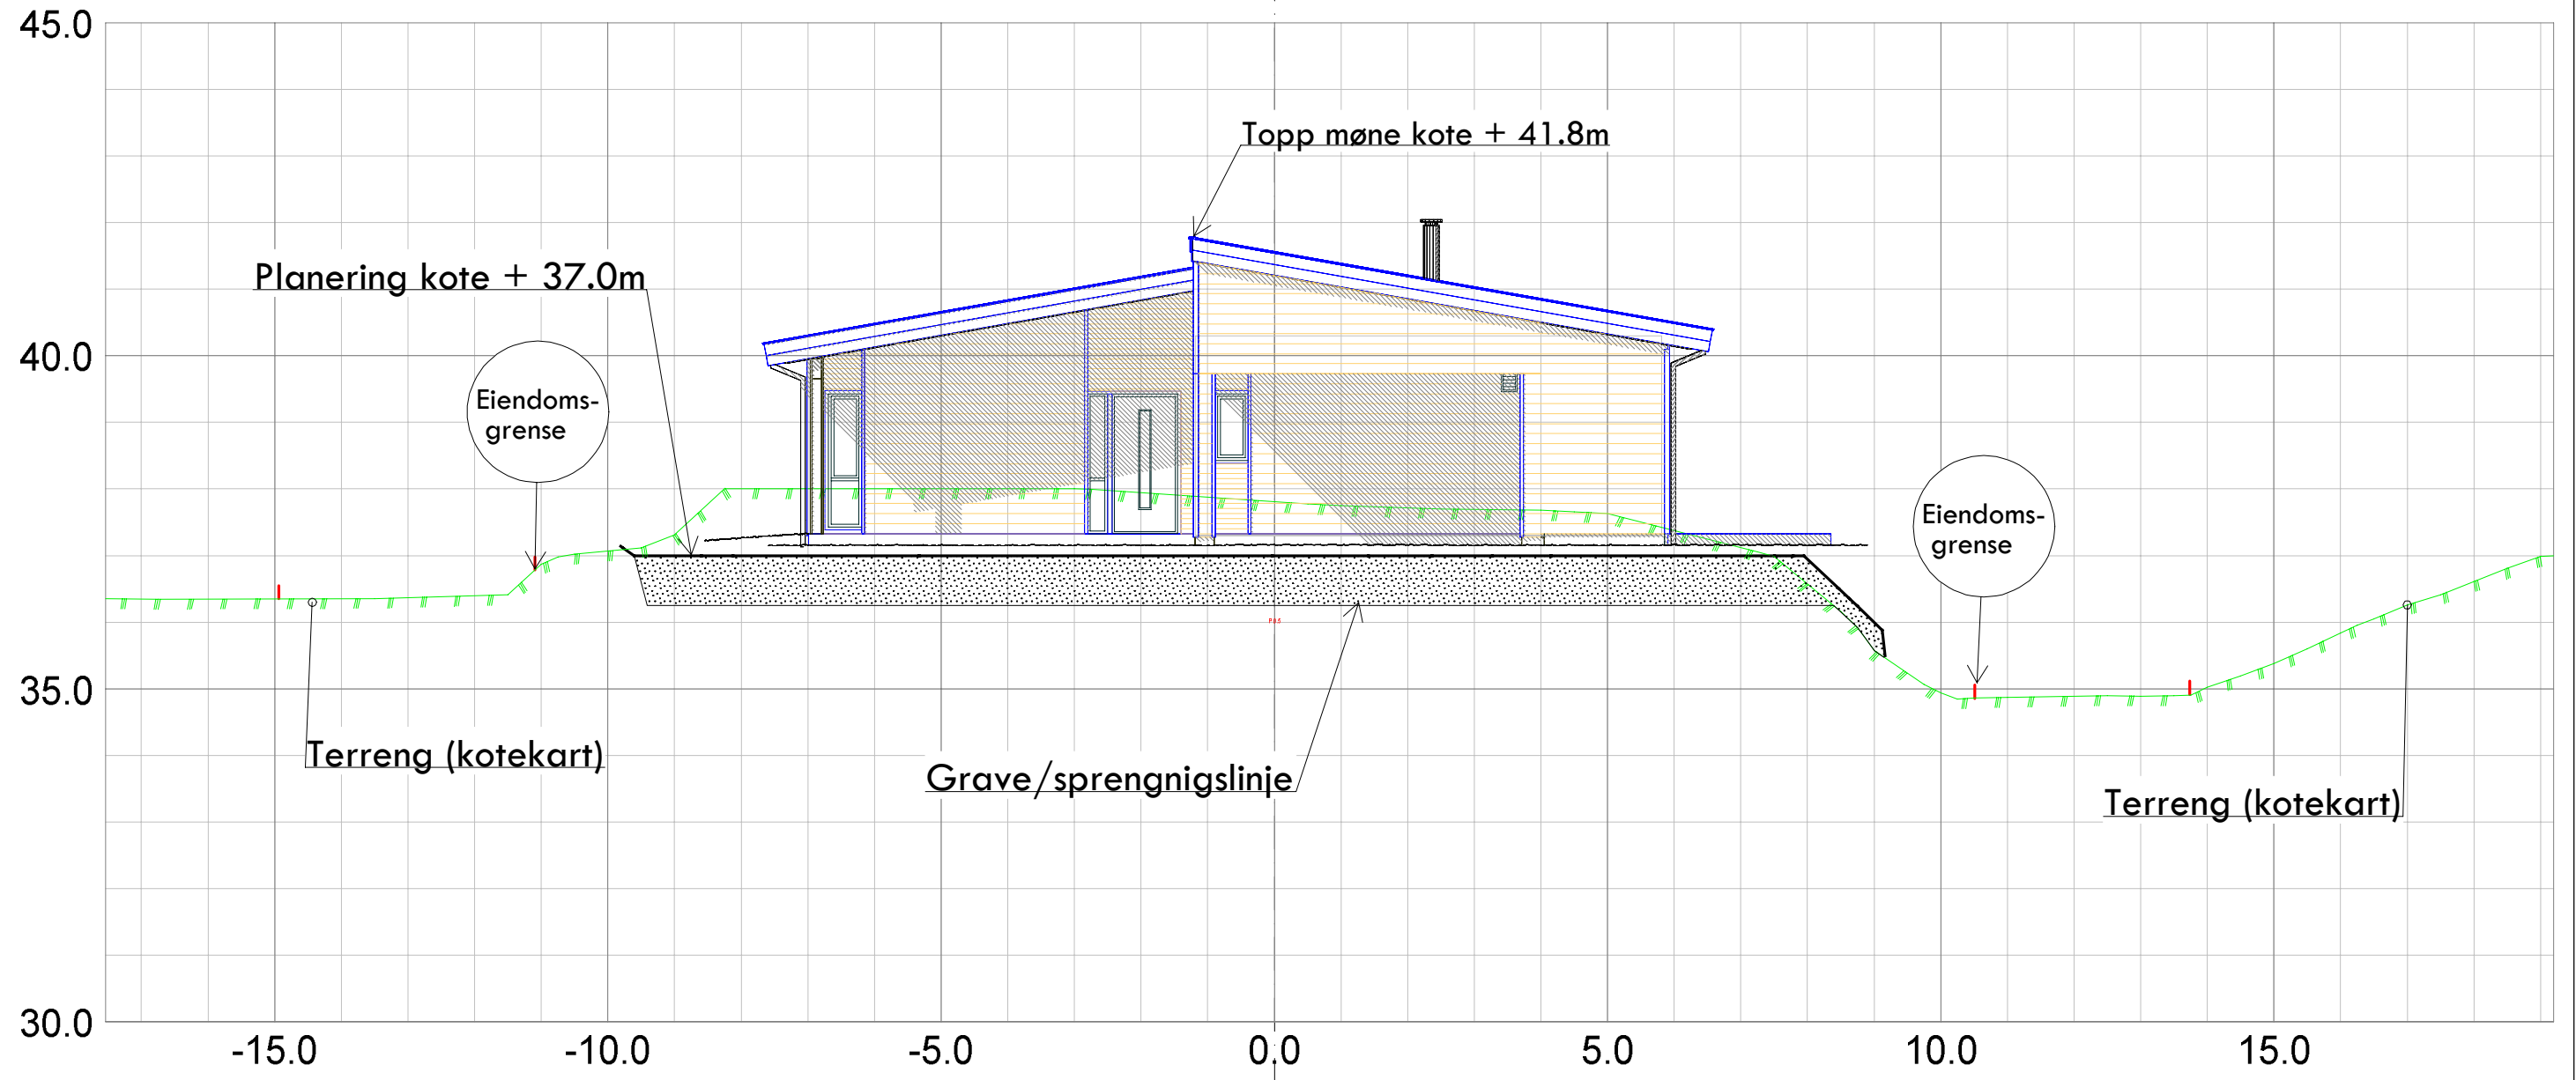 45.0
Topp møne kote + 41.8m
Planering kote + 37.0m
40.0
Eiendoms-
grense
Eiendoms-
grense
P 0.5
35.0
Terreng (kotekart)
Grave/sprengnigslinje
Terreng (kotekart)
30.0
-15.0 -10.0 -5.0 0.0 5.0 10.0 15.0